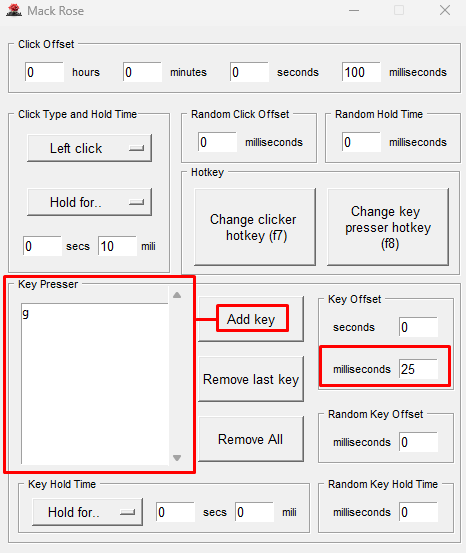 Mack Rose
Click Offset
0 hours 0 minutes 0 seconds 100 milliseconds
Click Type and Hold Time
Left click
Hold for..
0 secs 10 mili
Random Click Offset
0 milliseconds
Random Hold Time
0 milliseconds
Hotkey
Change clicker
hotkey (f7)
Change key
presser hotkey
(f8)
Key Presser
g
Add key
Remove last key
Remove All
Key Offset
seconds 0
milliseconds 25
Random Key Offset
milliseconds 0
Key Hold Time
Hold for.. 0 secs 0 mili
Random Key Hold Time
milliseconds 0